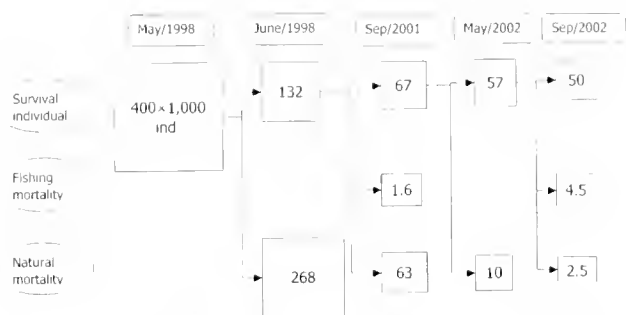 May/1998 June/1998 Sep/2001 May/2002 Sep/2002
Survival
individual
400×1,000
ind
132 67 57 50
Fishing
mortality
1.6 4.5
Natural
mortality
268 63 10 2.5